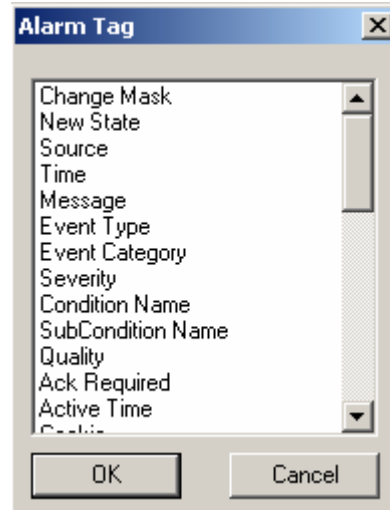 Alarm Tag
Change Mask
New State
Source
Time
Message
Event Type
Event Category
Severity
Condition Name
SubCondition Name
Quality
Ack Required
Active Time
Cookie
OK
Cancel